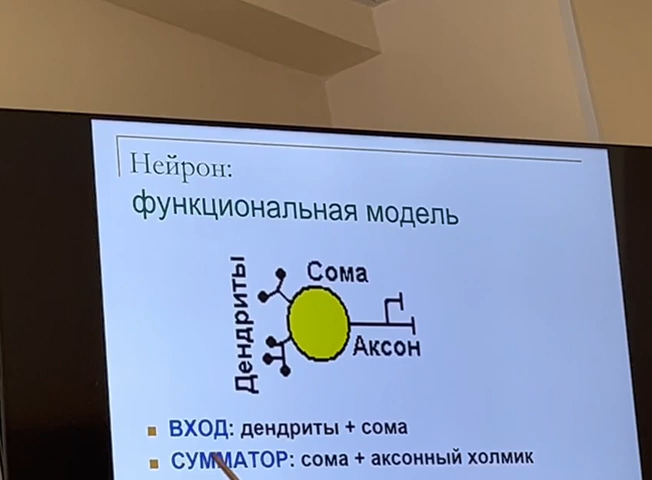 Нейрон:
функциональная модель
Дендриты
Сома
Аксон
ВХОД: дендриты + сома
СУММАТОР: сома + аксонный холмик